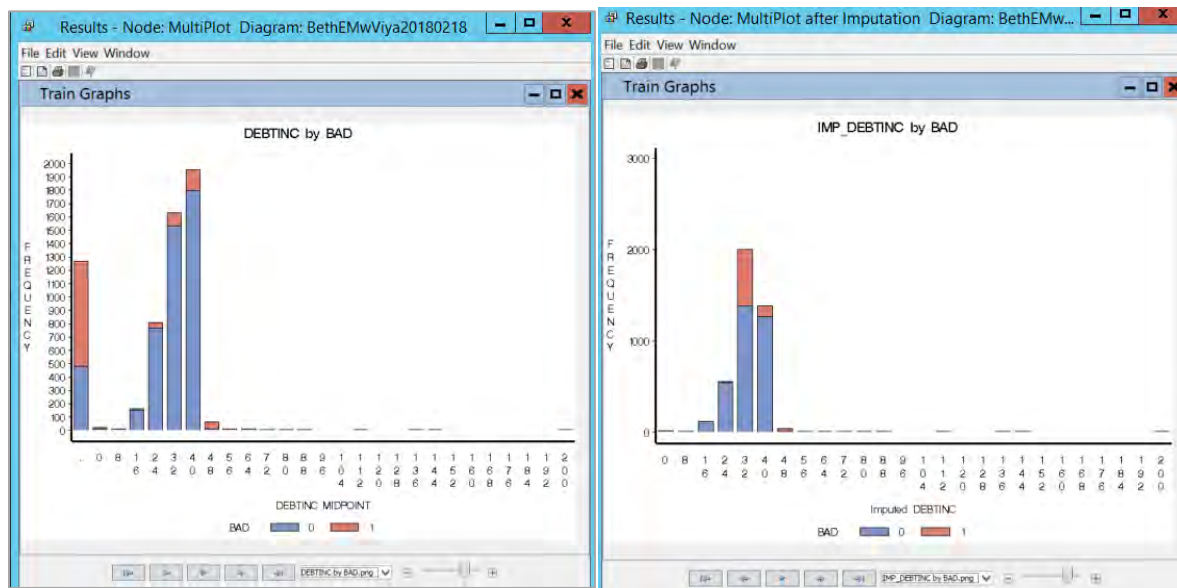 Results - Node: MultiPlot Diagram: BethEMwViya20180218
File Edit View Window
Train Graphs
DEBTINC by BAD
FREQUENCY
2000
1900
1800
1700
1600
1500
1400
1300
1200
1100
1000
900
800
700
600
500
400
300
200
100
0
. 0 8 16 24 32 40 48 56 64 72 80 88 96 104 112 120 128 136 144 152 160 168 176 184 192 200
DEBTINC MIDPOINT
BAD 0 1
DEBTINC by BAD.png
Results - Node: MultiPlot after Imputation Diagram: BethEMw...
File Edit View Window
Train Graphs
IMP_DEBTINC by BAD
FREQUENCY
3000
2000
1000
0
0 8 16 24 32 40 48 56 64 72 80 88 96 104 112 120 128 136 144 152 160 168 176 184 192 200
Imputed DEBTINC
BAD 0 1
IMP_DEBTINC by BAD.png